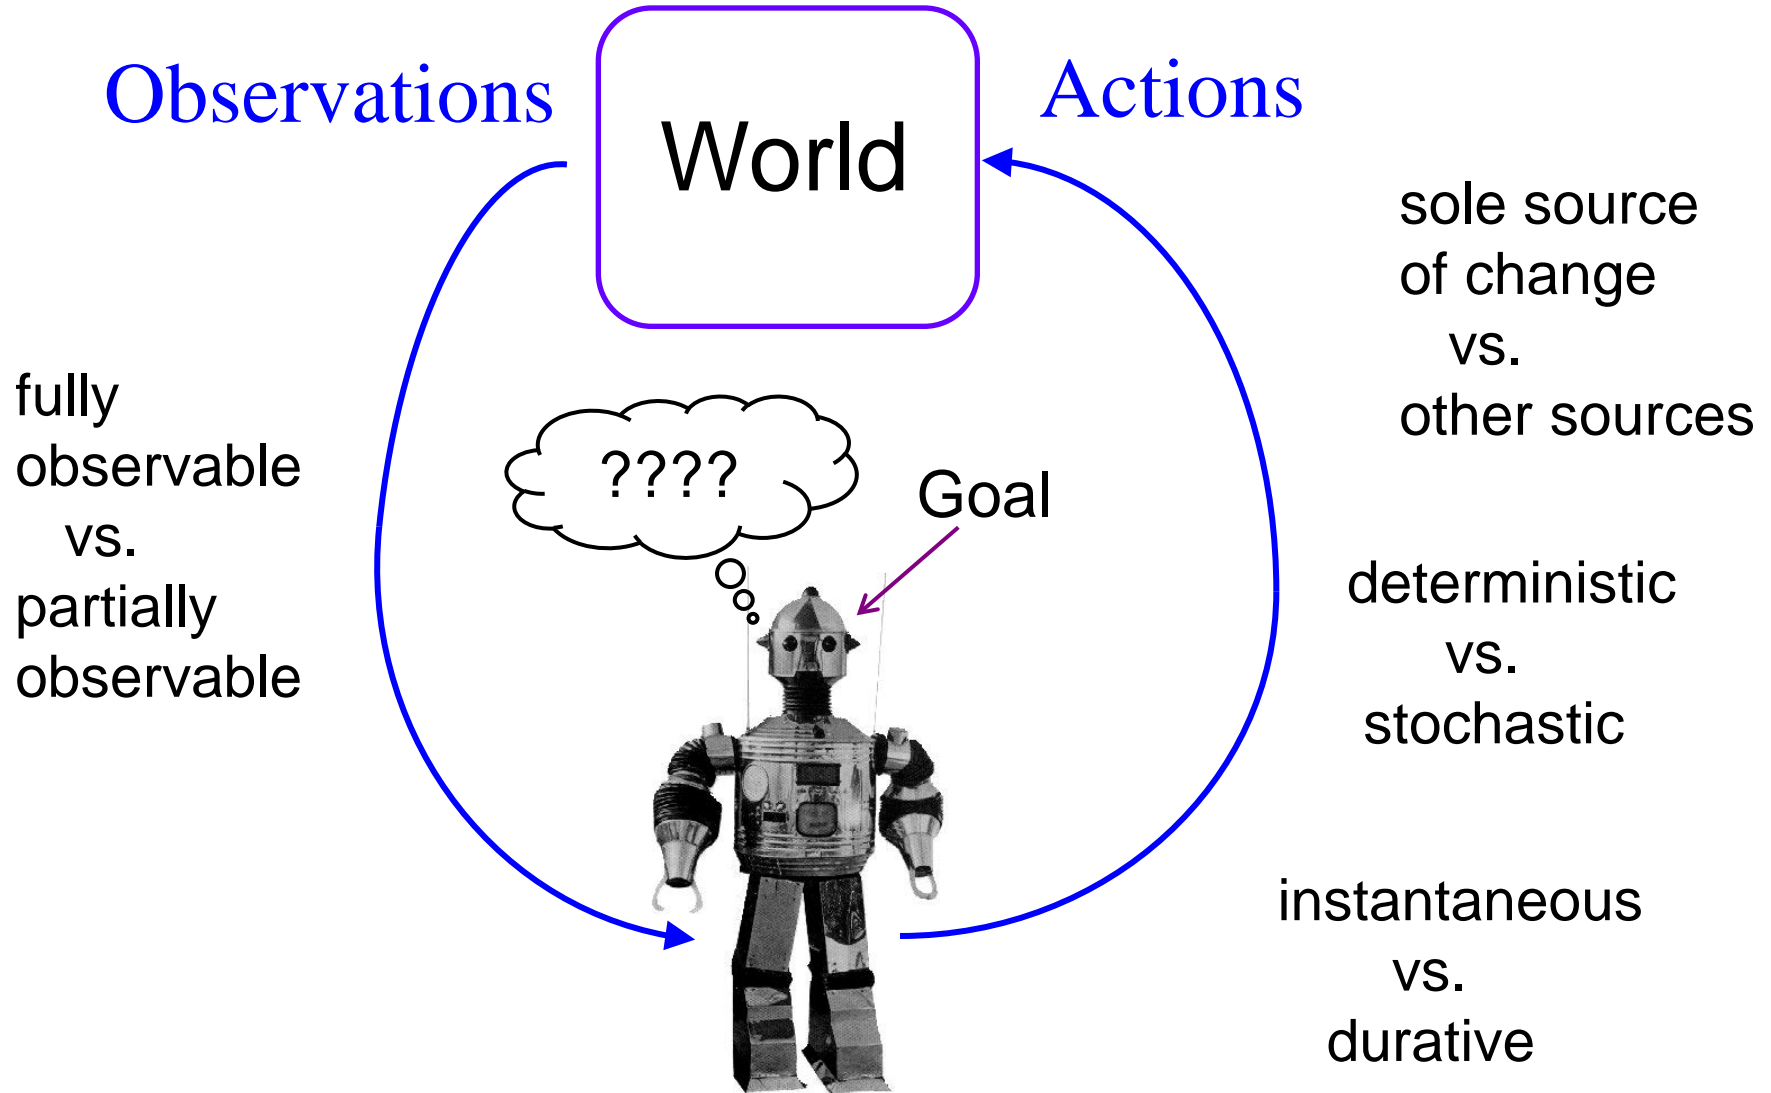 Observations
World
Actions
sole source
of change
vs.
other sources
fully
observable
vs.
partially
observable
????
Goal
deterministic
vs.
stochastic
instantaneous
vs.
durative